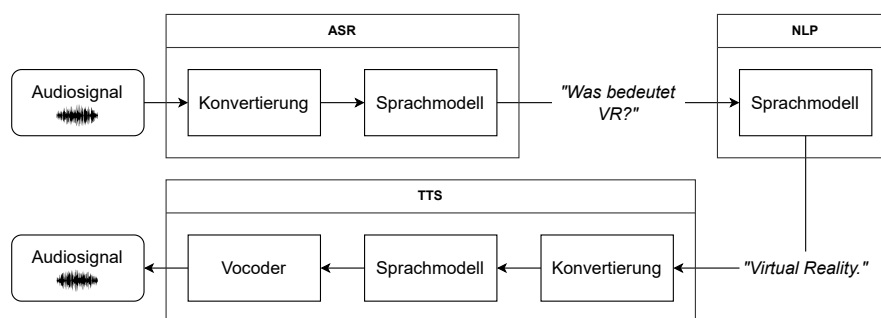 ASR
NLP
Audiosignal
Konvertierung
Sprachmodell
"Was bedeutet
VR?"
Sprachmodell
TTS
Audiosignal
Vocoder
Sprachmodell
Konvertierung
"Virtual Reality."